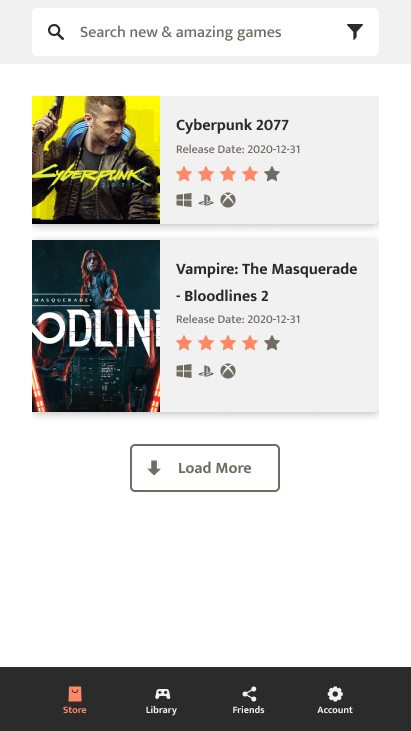 Search new & amazing games
Cyberpunk 2077
Release Date: 2020-12-31
Cyberpunk
2077
Vampire: The Masquerade
- Bloodlines 2
Release Date: 2020-12-31
MASQUERADE
ODLIN
Load More
Store
Library
Friends
Account